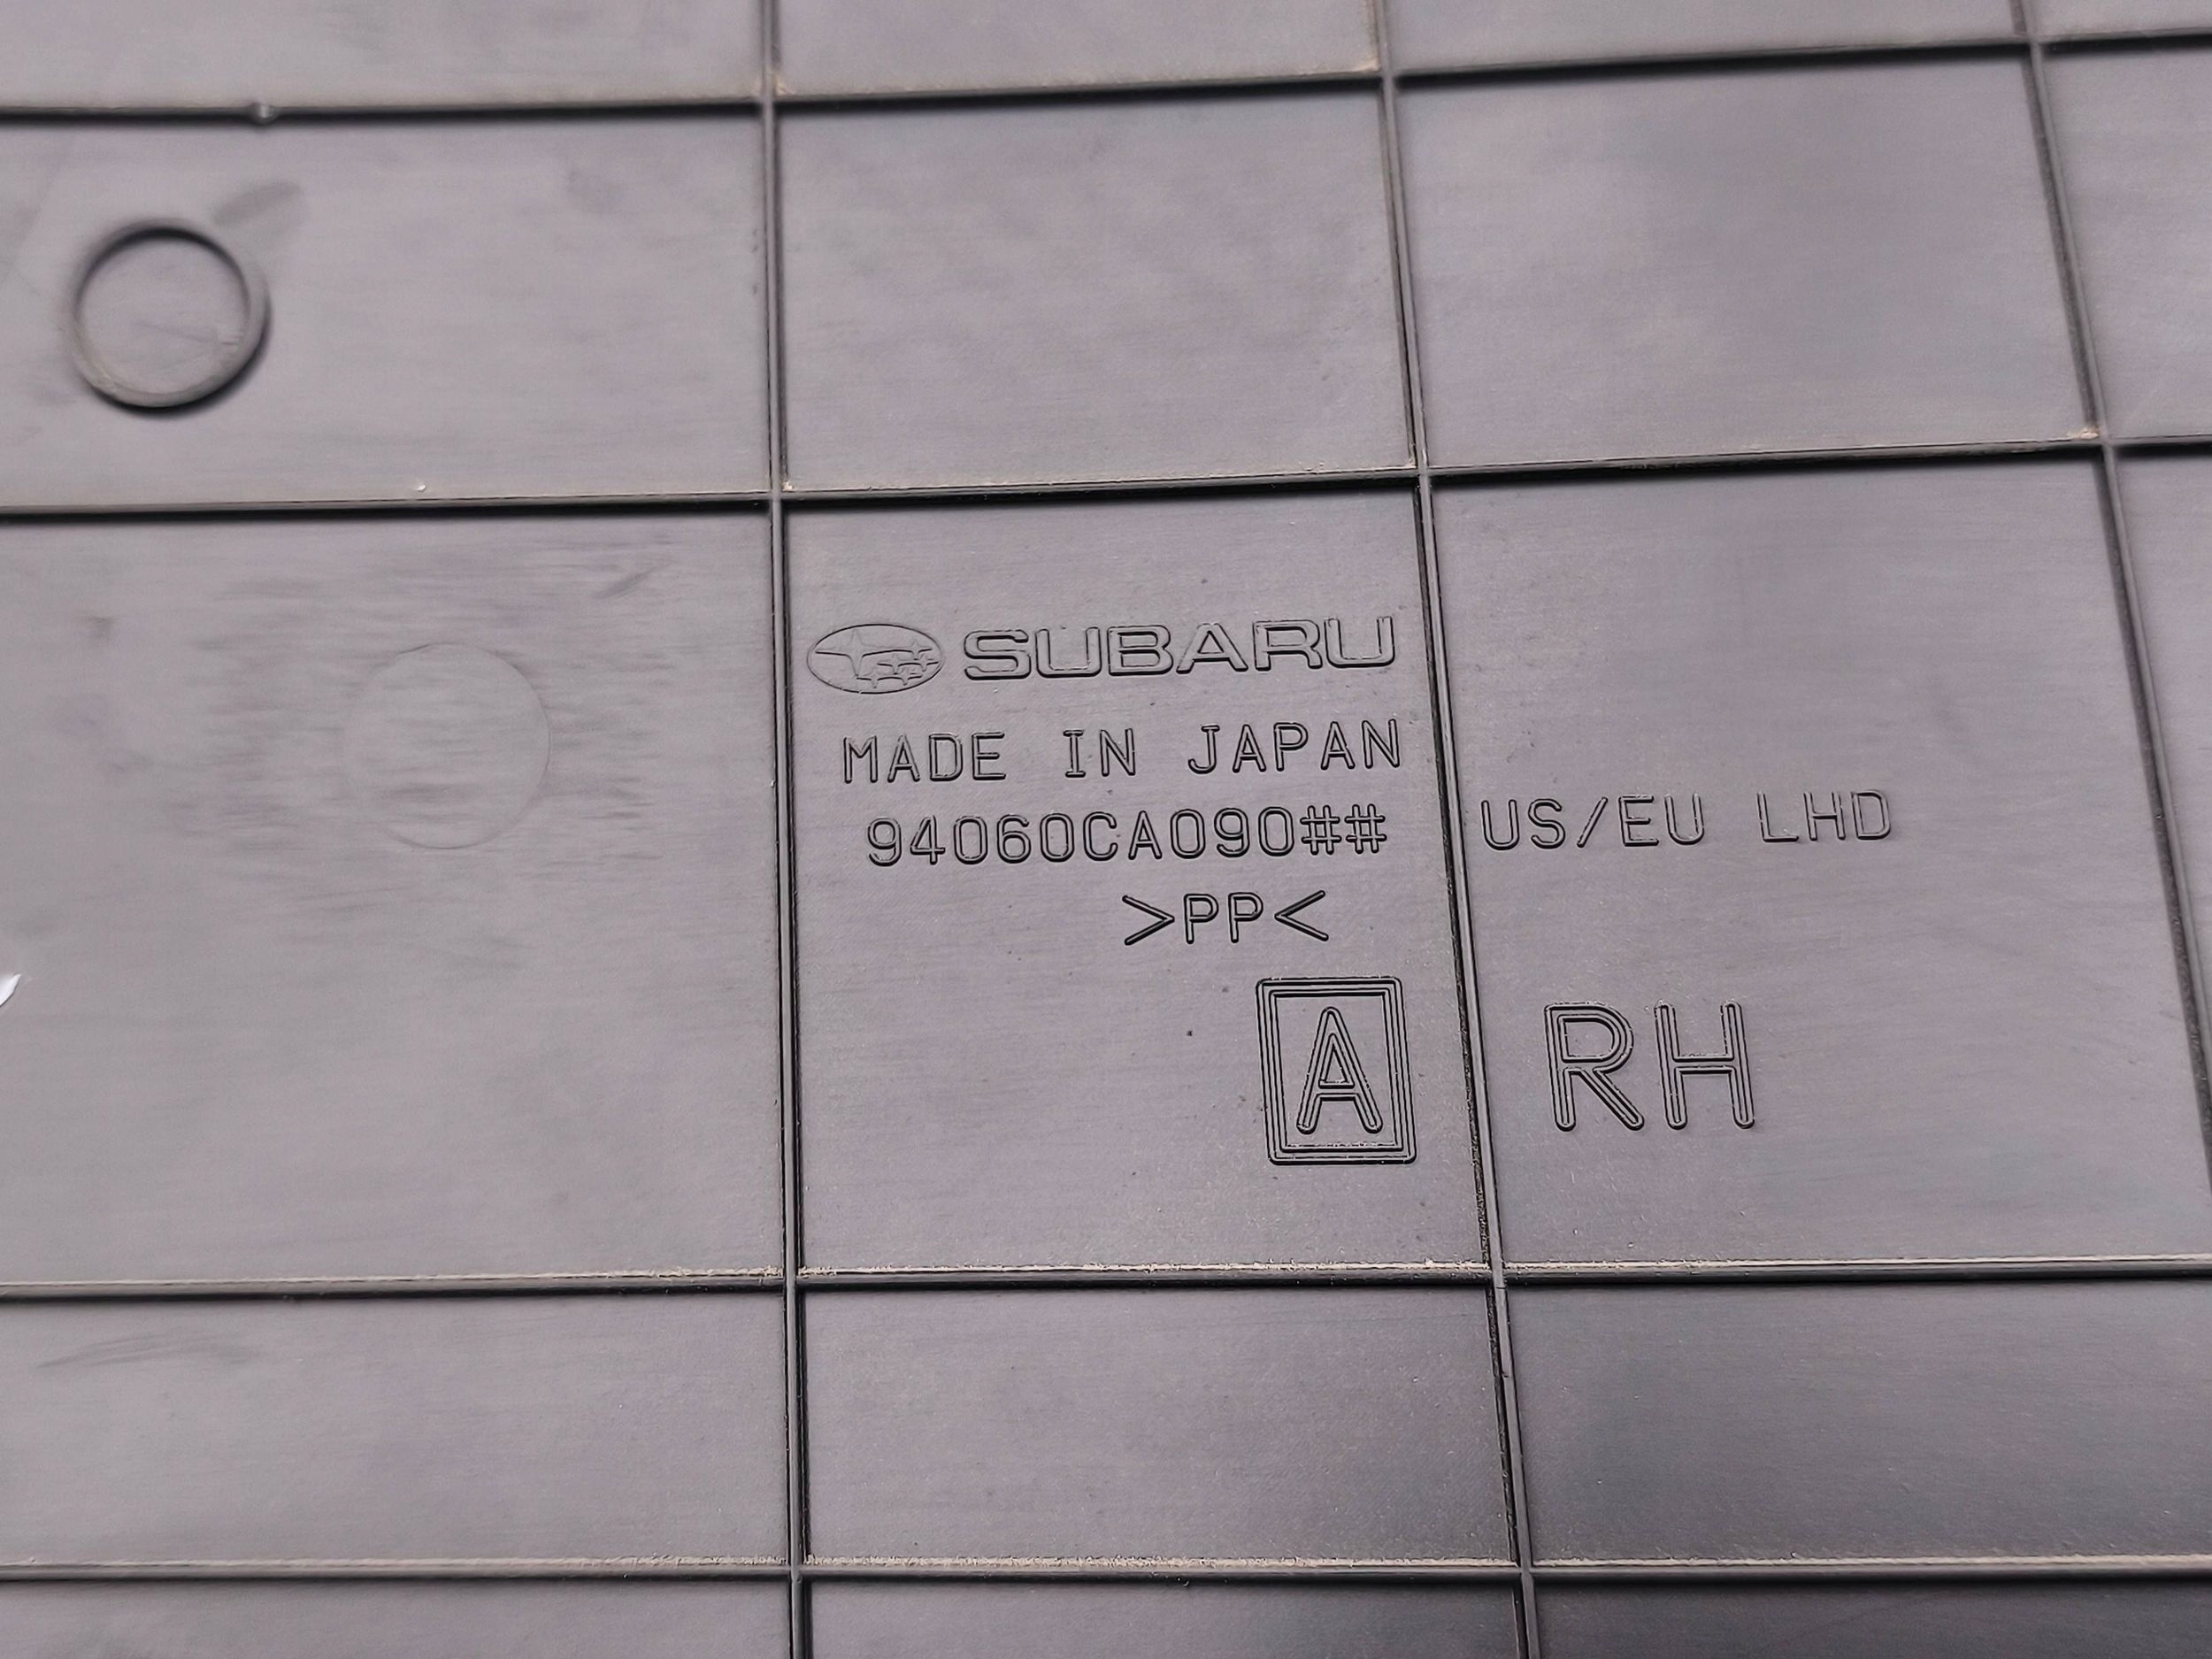 SUBARU
MADE IN JAPAN
94060CA090## US/EU LHD
>PP<
A RH